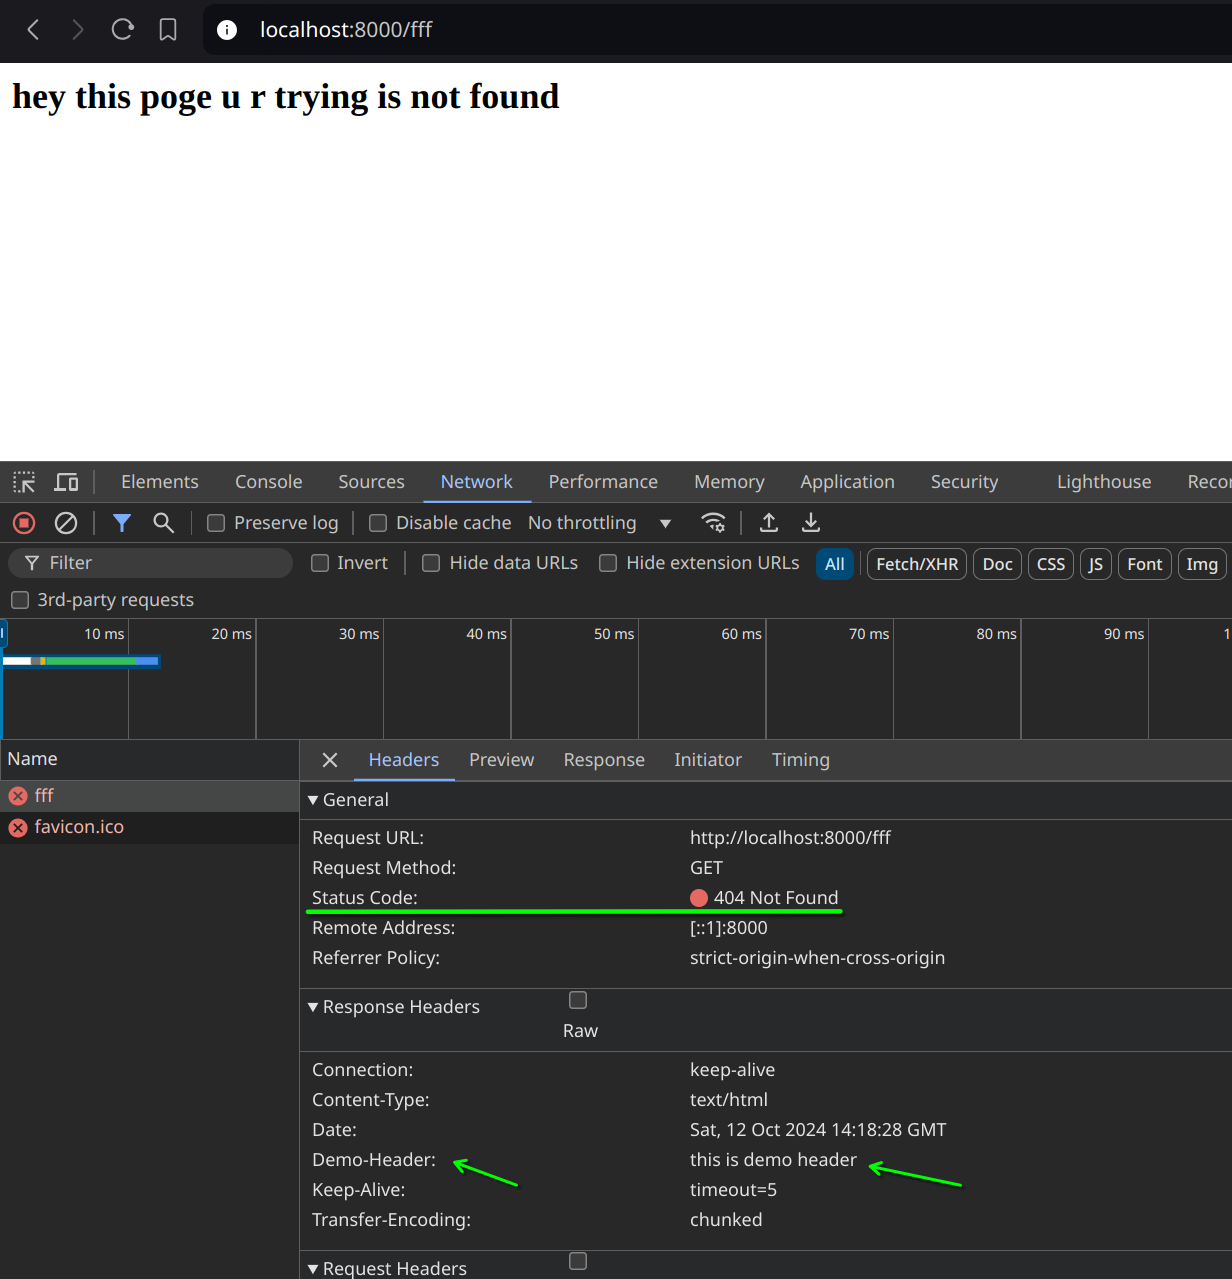 localhost:8000/fff
hey this poge u r trying is not found
Elements Console Sources Network Performance Memory Application Security Lighthouse Recor
Preserve log Disable cache No throttling
Filter Invert Hide data URLs Hide extension URLs All Fetch/XHR Doc CSS JS Font Img
3rd-party requests
10 ms 20 ms 30 ms 40 ms 50 ms 60 ms 70 ms 80 ms 90 ms 1
Name Headers Preview Response Initiator Timing
fff
favicon.ico
General
Request URL: http://localhost:8000/fff
Request Method: GET
Status Code: 404 Not Found
Remote Address: [::1]:8000
Referrer Policy: strict-origin-when-cross-origin
Response Headers
Raw
Connection: keep-alive
Content-Type: text/html
Date: Sat, 12 Oct 2024 14:18:28 GMT
Demo-Header: this is demo header
Keep-Alive: timeout=5
Transfer-Encoding: chunked
Request Headers